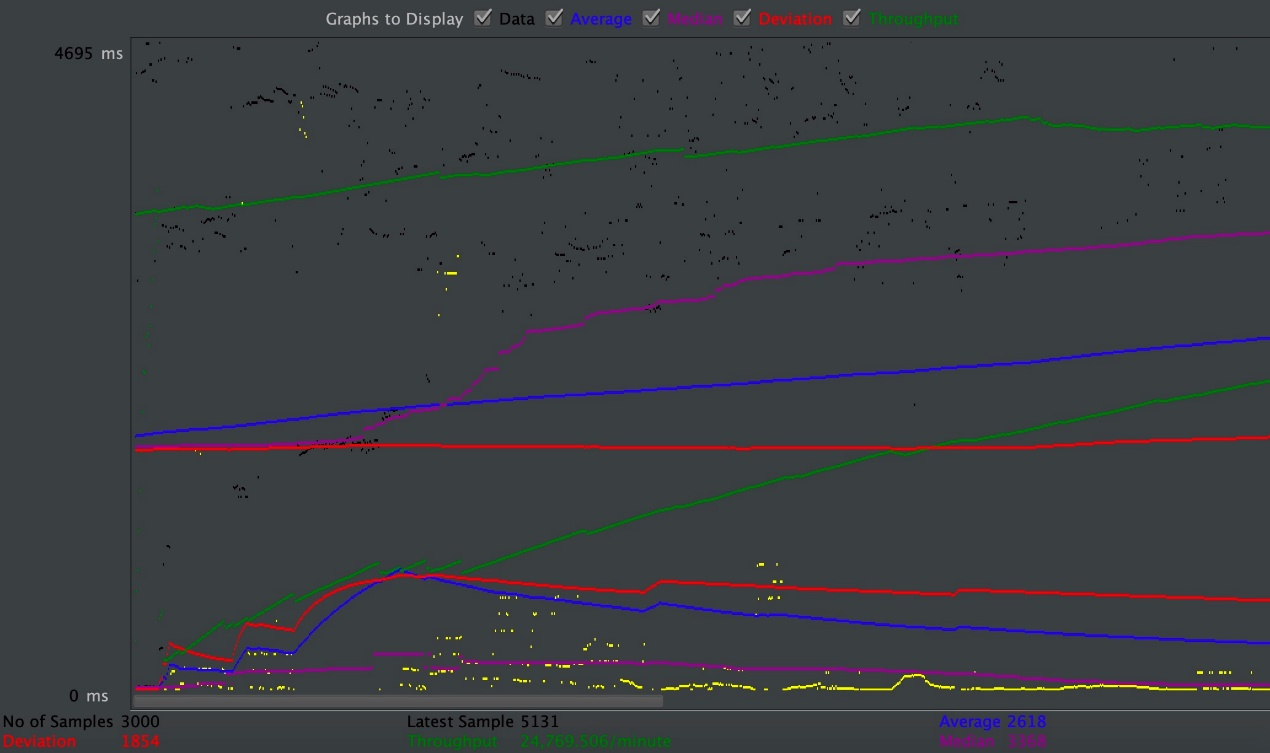 Graphs to Display Data Average Median Deviation Throughput
4695 ms
0 ms
No of Samples 3000 Latest Sample 5131 Average 2618
Deviation 1854 Throughput 24,769.506/minute Median